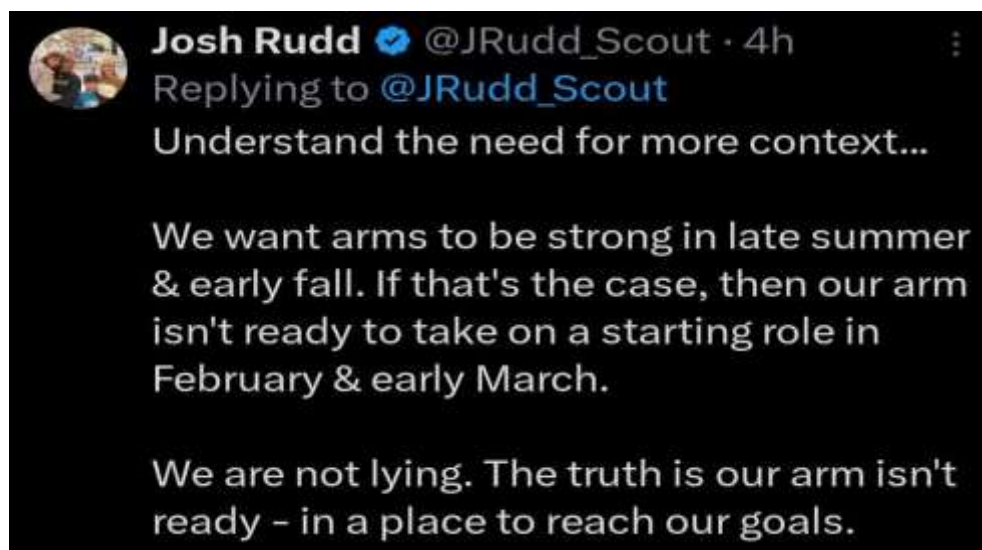 Josh Rudd @JRudd_Scout · 4h
Replying to @JRudd_Scout
Understand the need for more context...
We want arms to be strong in late summer
& early fall. If that's the case, then our arm
isn't ready to take on a starting role in
February & early March.
We are not lying. The truth is our arm isn't
ready – in a place to reach our goals.